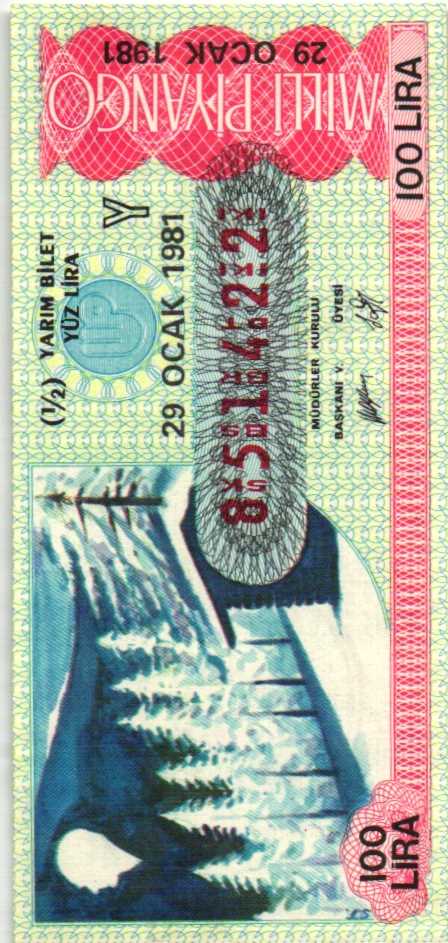 (½) YARIM BİLET
YÜZ LİRA
Y
29 OCAK 1981
851422
MÜDÜRLER KURULU
BAŞKANI V. ÜYESİ
100
LİRA
100 LİRA
MİLLİ PİYANGO
29 OCAK 1981